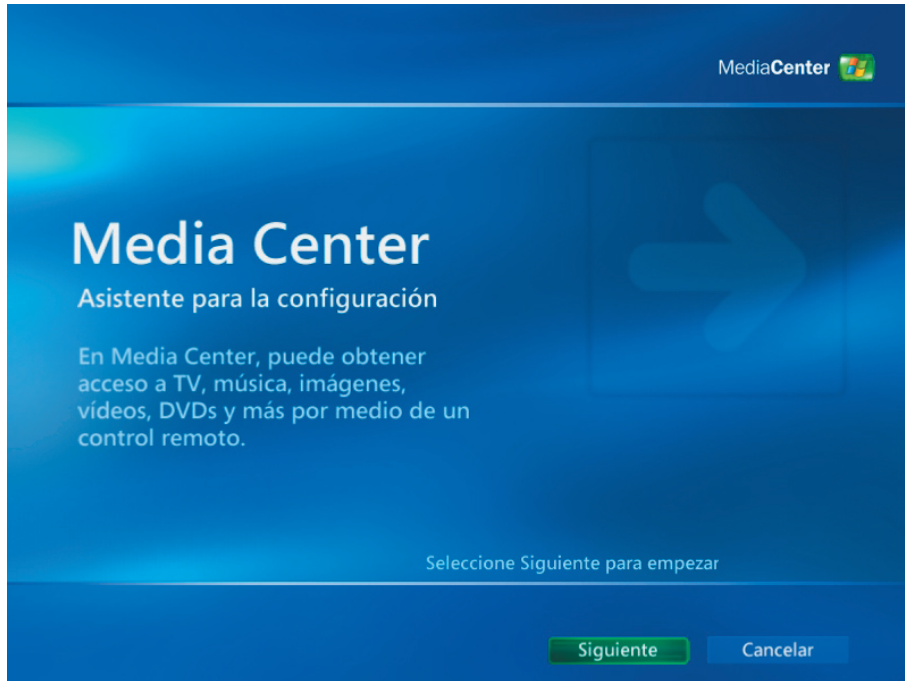 MediaCenter
Media Center
Asistente para la configuración
En Media Center, puede obtener
acceso a TV, música, imágenes,
vídeos, DVDs y más por medio de un
control remoto.
Seleccione Siguiente para empezar
Siguiente
Cancelar